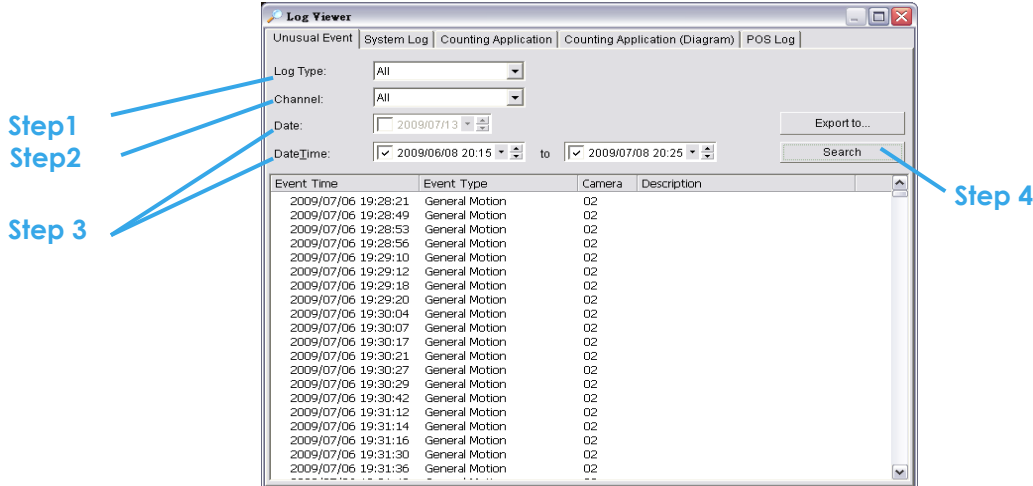 Log Viewer
Unusual Event System Log Counting Application Counting Application (Diagram) POS Log
Log Type: All
Channel: All
Step1
Date: 2009/07/13 Export to...
Step2
DateTime: 2009/06/08 20:15 to 2009/07/08 20:25 Search
Event Time Event Type Camera Description
Step 4
2009/07/06 19:28:21 General Motion 02
2009/07/06 19:28:49 General Motion 02
Step 3
2009/07/06 19:28:53 General Motion 02
2009/07/06 19:28:56 General Motion 02
2009/07/06 19:29:10 General Motion 02
2009/07/06 19:29:12 General Motion 02
2009/07/06 19:29:18 General Motion 02
2009/07/06 19:29:20 General Motion 02
2009/07/06 19:30:04 General Motion 02
2009/07/06 19:30:07 General Motion 02
2009/07/06 19:30:17 General Motion 02
2009/07/06 19:30:21 General Motion 02
2009/07/06 19:30:27 General Motion 02
2009/07/06 19:30:29 General Motion 02
2009/07/06 19:30:42 General Motion 02
2009/07/06 19:31:12 General Motion 02
2009/07/06 19:31:14 General Motion 02
2009/07/06 19:31:16 General Motion 02
2009/07/06 19:31:30 General Motion 02
2009/07/06 19:31:36 General Motion 02